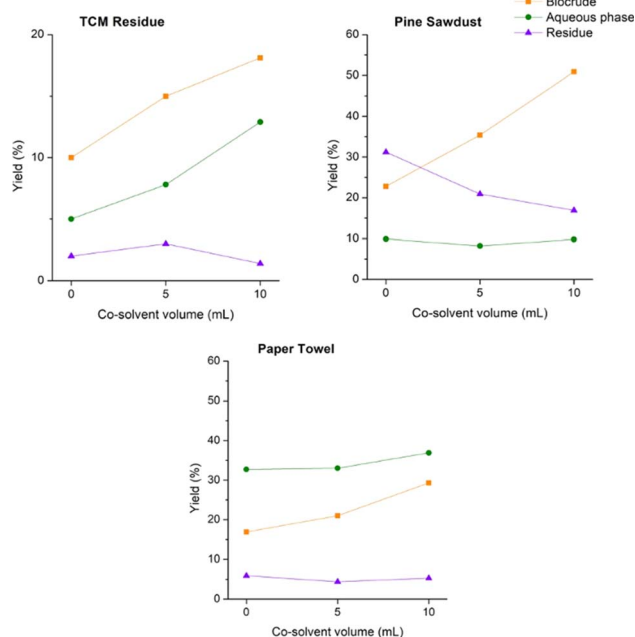 Biocrude
Aqueous phase
Residue
TCM Residue
20
10
0
Yield (%)
0 5 10
Co-solvent volume (mL)
Pine Sawdust
60
50
40
30
20
10
0
Yield (%)
0 5 10
Co-solvent volume (mL)
Paper Towel
60
50
40
30
20
10
0
Yield (%)
0 5 10
Co-solvent volume (mL)